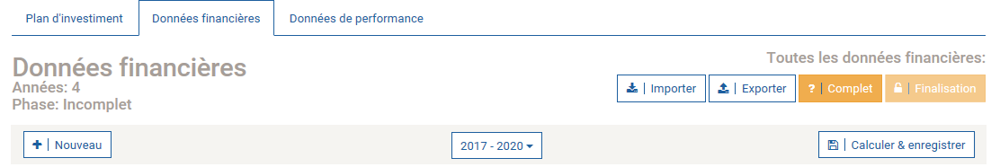 Plan d'investiment
Données financières
Données de performance
Données financières
Années: 4
Phase: Incomplet
Toutes les données financières:
Importer
Exporter
? Complet
Finalisation
Nouveau
2017 - 2020
Calculer & enregistrer